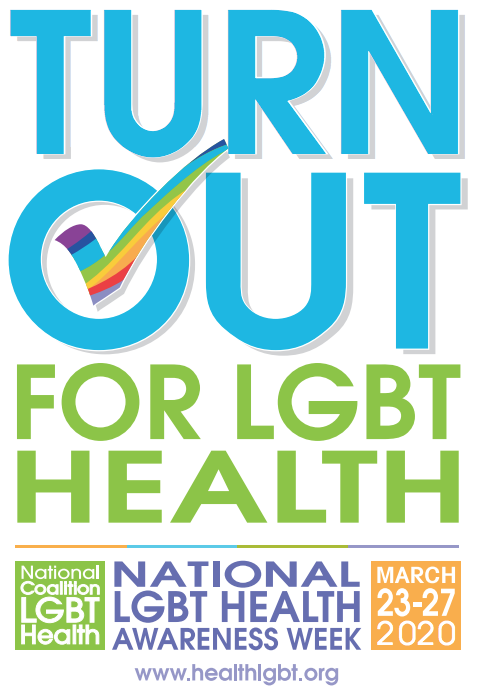 TURN
OUT
FOR LGBT
HEALTH
National
Coalition
LGBT
Health
NATIONAL
LGBT HEALTH
AWARENESS WEEK
MARCH
23-27
2020
www.healthlgbt.org